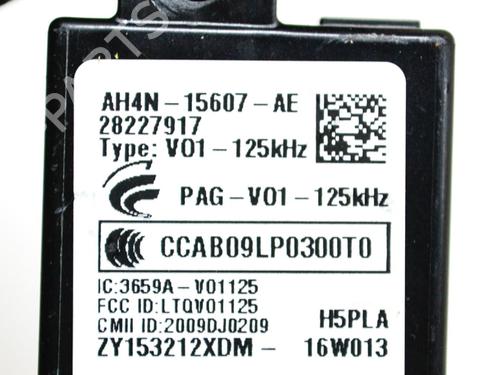 AH4N-15607-AE
28227917
Type: V01-125kHz
PAG-V01-125kHz
CCAB09LP0300T0
IC:3659A-V01125
FCC ID:LTQV01125
CMII ID:2009DJ0209 H5PLA
ZY153212XDM- 16W013